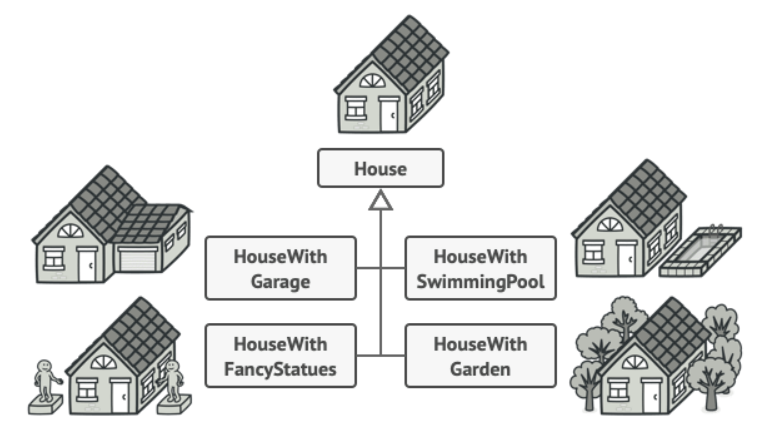 House
HouseWith
Garage
HouseWith
SwimmingPool
HouseWith
FancyStatues
HouseWith
Garden